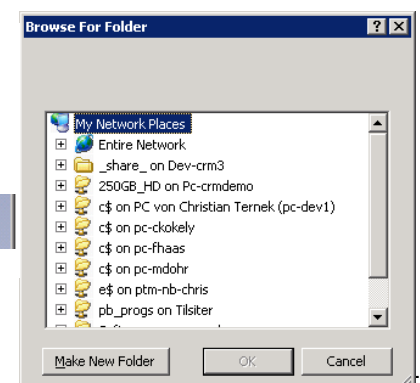 Browse For Folder
My Network Places
Entire Network
_share_ on Dev-crm3
250GB_HD on Pc-crmdemo
c$ on PC von Christian Ternek (pc-dev1)
c$ on pc-ckokely
c$ on pc-fhaas
c$ on pc-mdohr
e$ on ptm-nb-chris
pb_progs on Tilsiter
Make New Folder
OK
Cancel